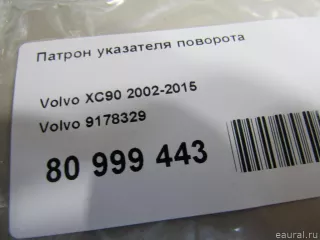 Патрон указателя поворота
Volvo XC90 2002-2015
Volvo 9178329
80 999 443
eaural.ru